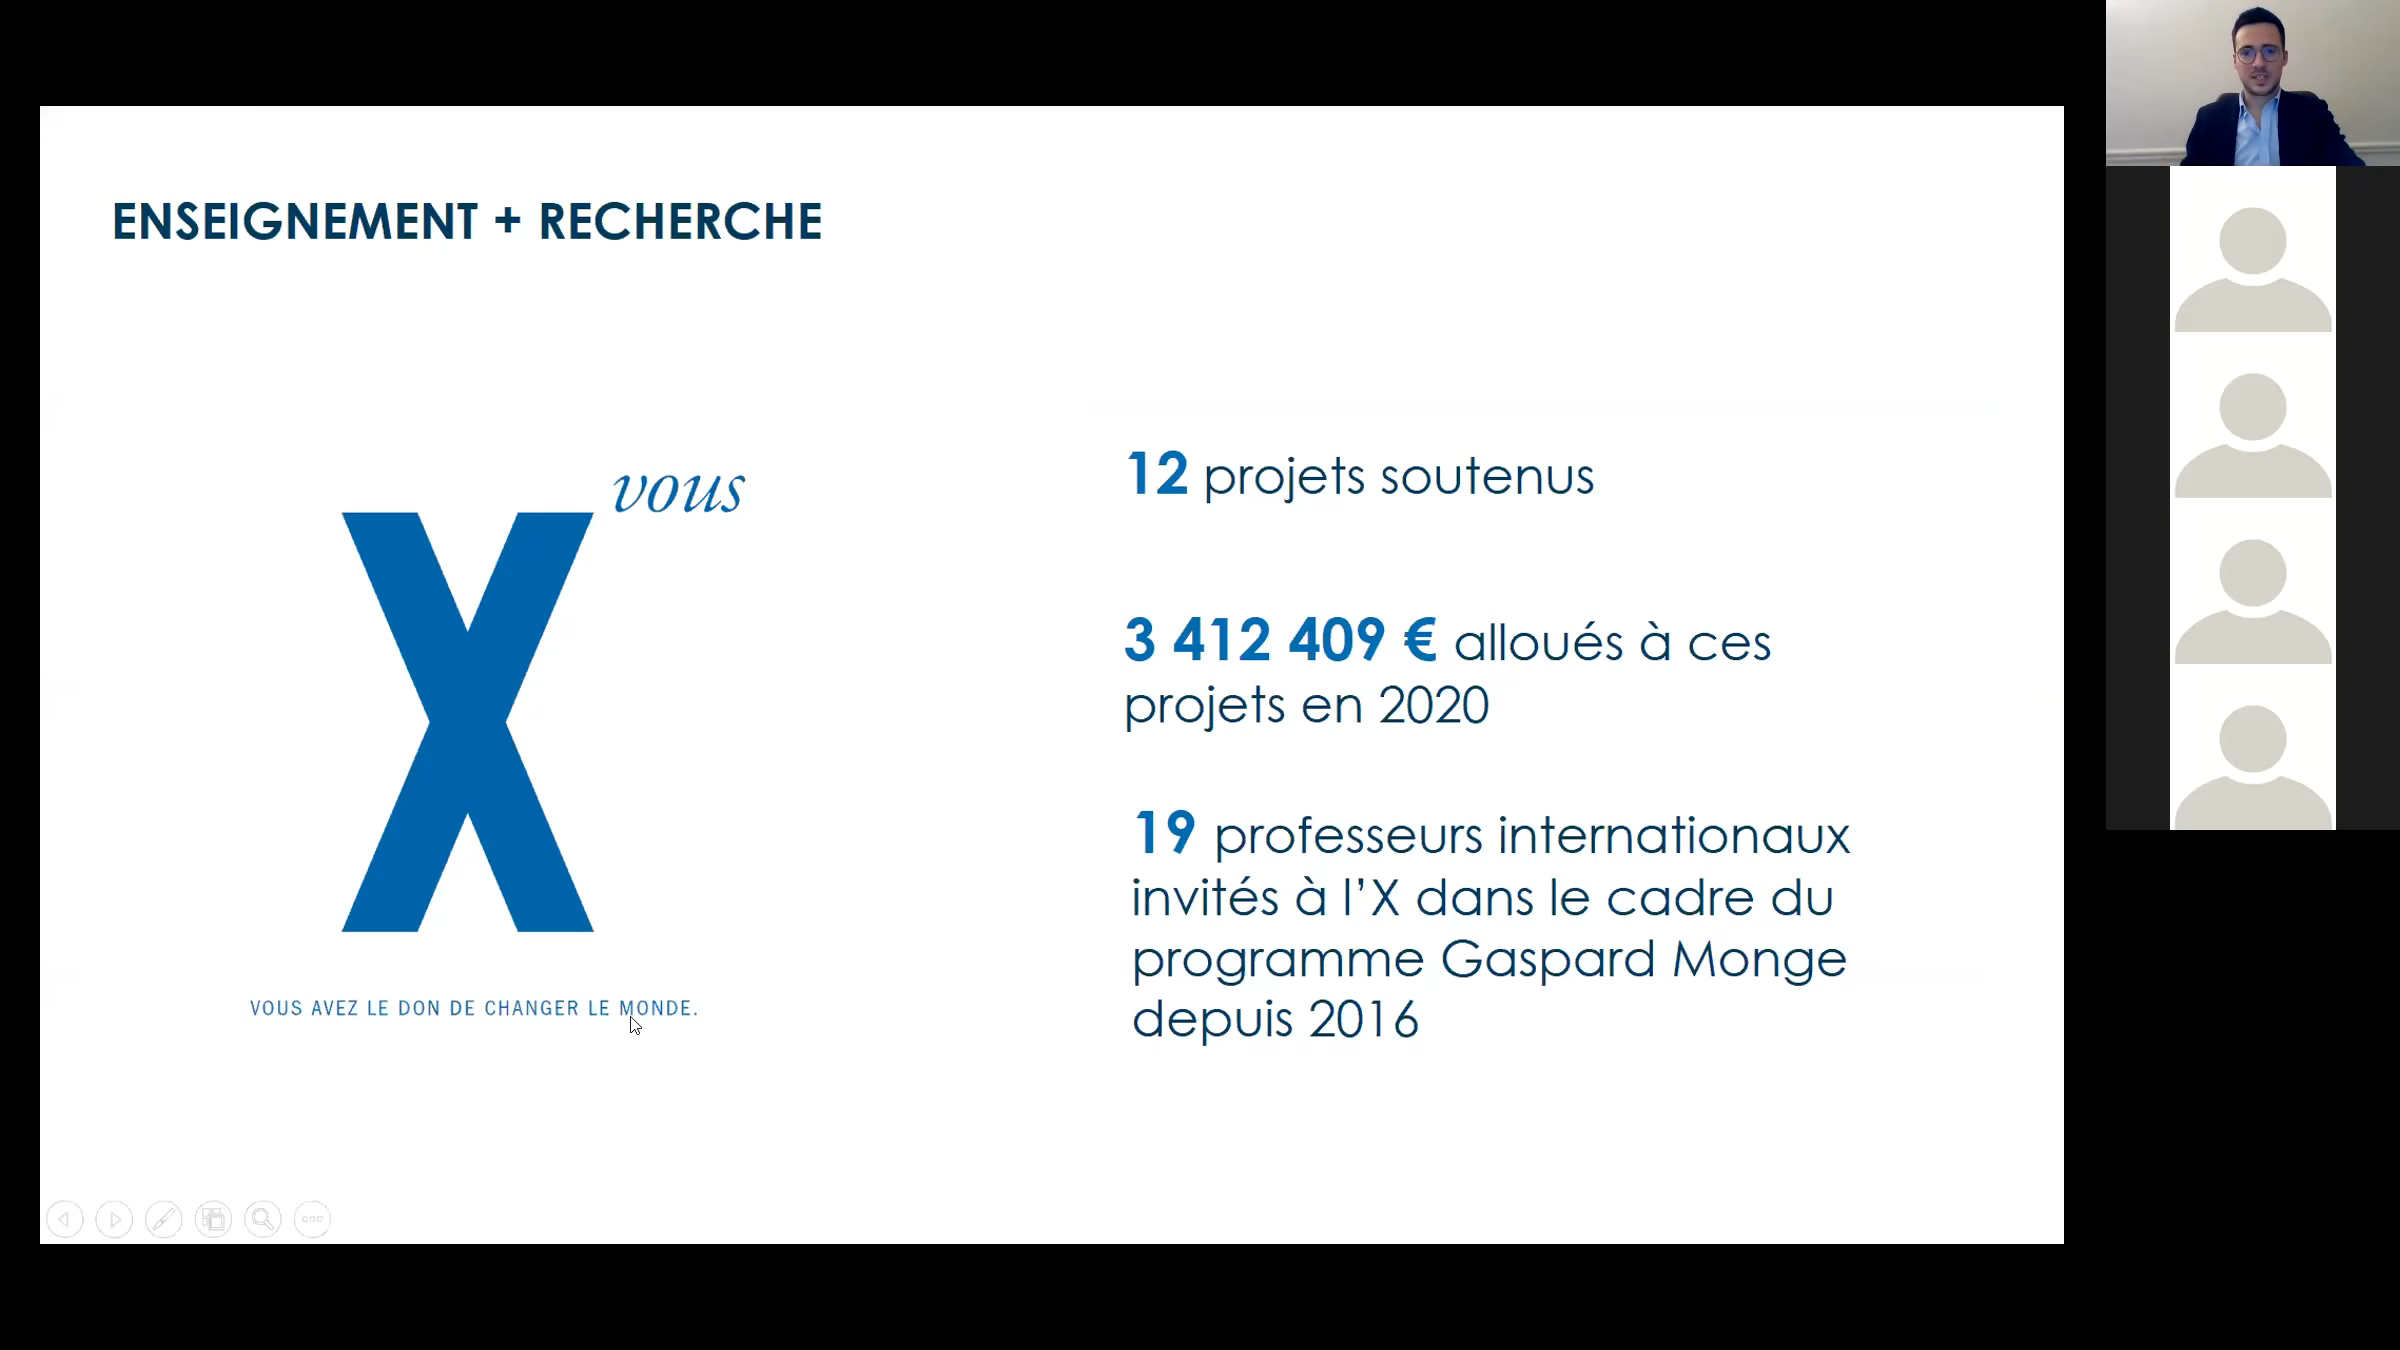 ENSEIGNEMENT + RECHERCHE
X vous
VOUS AVEZ LE DON DE CHANGER LE MONDE.
12 projets soutenus
3 412 409 € alloués à ces
projets en 2020
19 professeurs internationaux
invités à l’X dans le cadre du
programme Gaspard Monge
depuis 2016